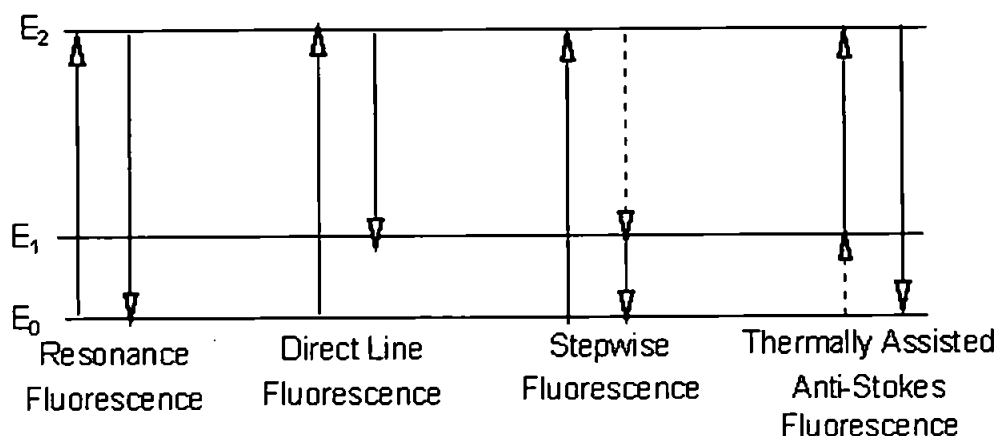 E₂
E₁
E₀
Resonance
Fluorescence
Direct Line
Fluorescence
Stepwise
Fluorescence
Thermally Assisted
Anti-Stokes
Fluorescence